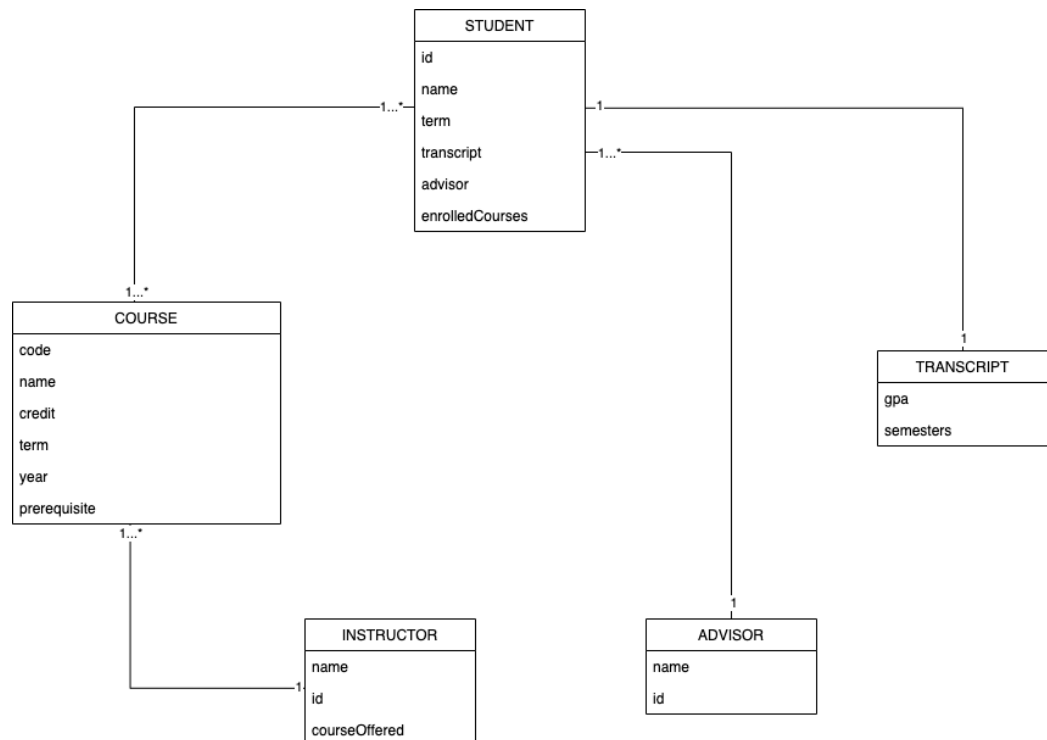 STUDENT
id
name
term
transcript
advisor
enrolledCourses
1...*
1
1...*
1...*
COURSE
code
name
credit
term
year
prerequisite
1
TRANSCRIPT
gpa
semesters
1...*
1
INSTRUCTOR
name
id
courseOffered
1
ADVISOR
name
id